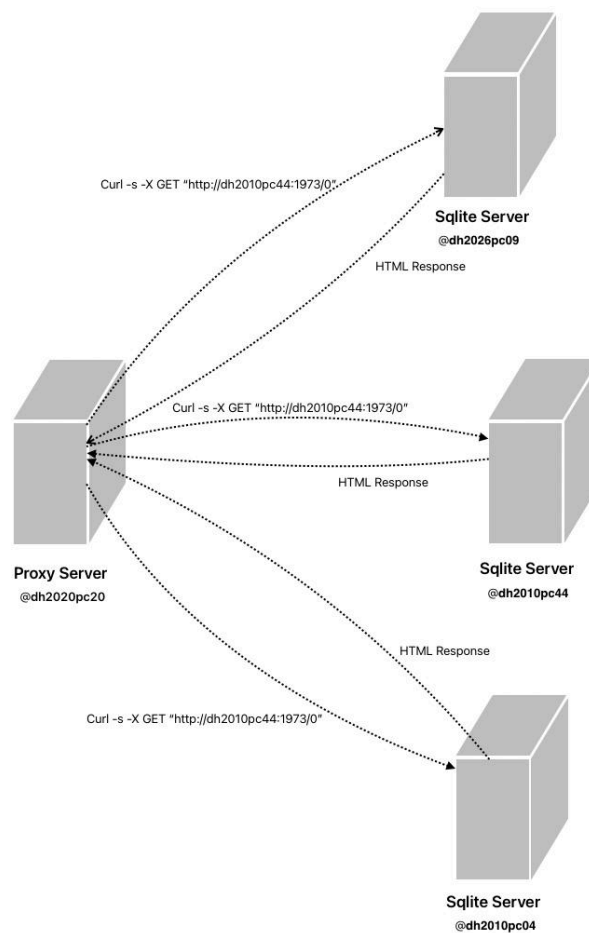 Curl -s -X GET “http://dh2010pc44:1973/0”
Sqlite Server
@dh2026pc09
HTML Response
Curl -s -X GET “http://dh2010pc44:1973/0”
HTML Response
Proxy Server
@dh2020pc20
Sqlite Server
@dh2010pc44
HTML Response
Curl -s -X GET “http://dh2010pc44:1973/0”
Sqlite Server
@dh2010pc04